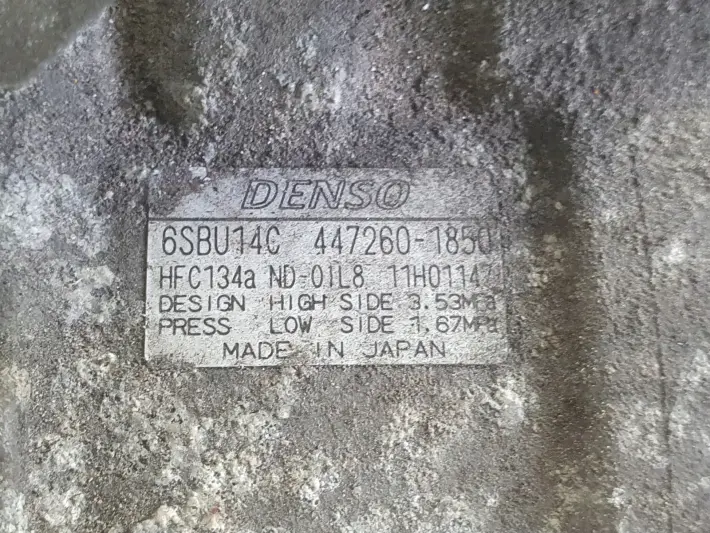 DENSO
6SBU14C 447260-1850
HFC134a ND-OIL8
DESIGN HIGH SIDE 3.53MPa
PRESS LOW SIDE 1.67MPa
MADE IN JAPAN